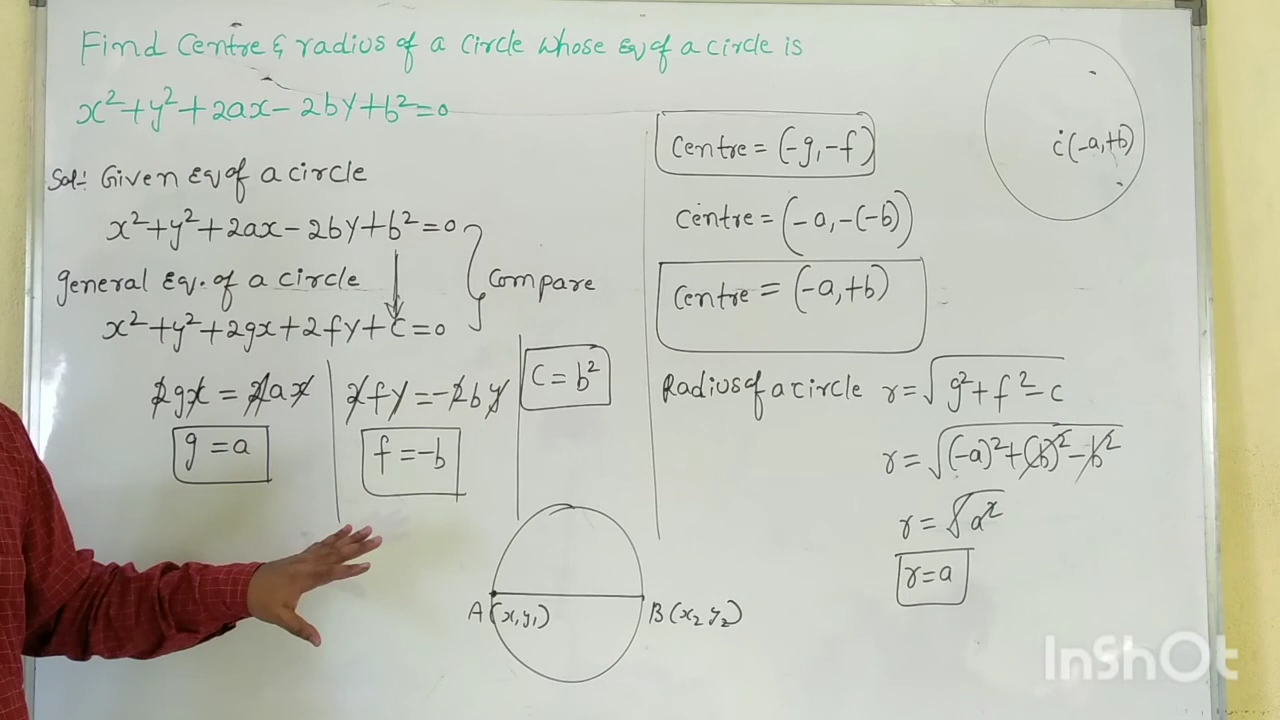 Find Centre & radius of a circle whose Eq of a circle is
x²+y²+2ax-2by+b²=0
Sol:- Given Eq of a circle
x²+y²+2ax-2by+b²=0
general Eq. of a circle
Compare
x²+y²+2gx+2fy+c=0
2gx = 2ax
g = a
2fy = -2by
f = -b
C = b²
A (x,y₁)
B (x₂ y₂)
Centre = (-g,-f)
Centre = (-a,-(-b))
Centre = (-a,+b)
Radius of a circle r = √g²+f²-c
r = √(-a)²+(b)²-b²
r = √a²
r=a
c(-a,+b)
InShOt